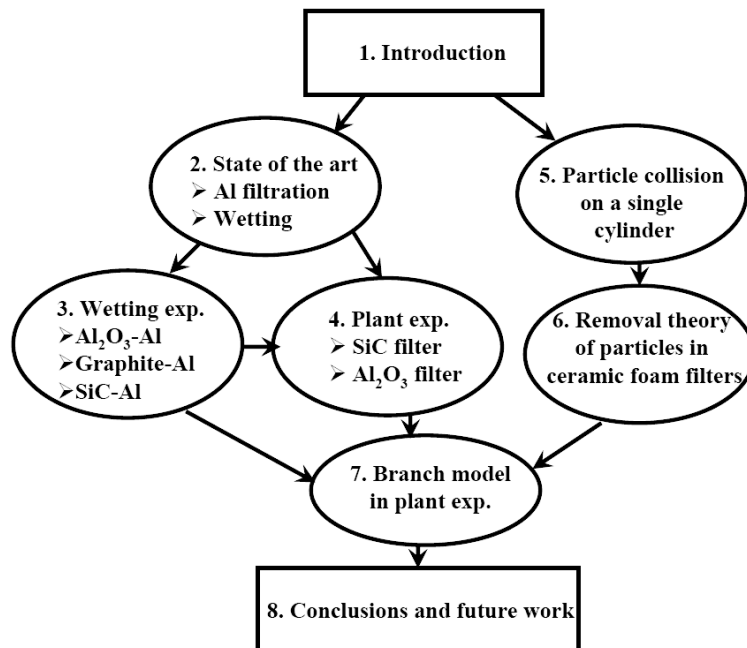 1. Introduction
2. State of the art
➢ Al filtration
➢ Wetting
5. Particle collision
on a single
cylinder
3. Wetting exp.
➢Al₂O₃-Al
➢Graphite-Al
➢SiC-Al
4. Plant exp.
➢ SiC filter
➢ Al₂O₃ filter
6. Removal theory
of particles in
ceramic foam filters
7. Branch model
in plant exp.
8. Conclusions and future work